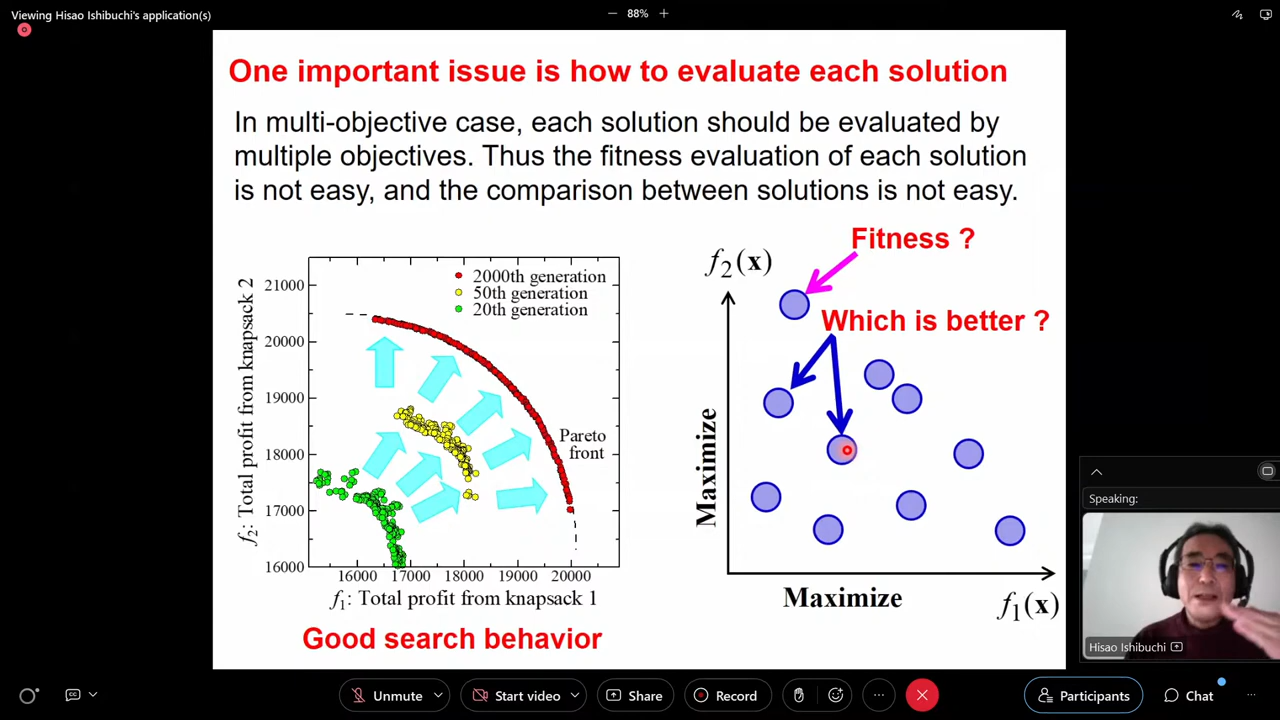 Viewing Hisao Ishibuchi's application(s)
88%
One important issue is how to evaluate each solution
In multi-objective case, each solution should be evaluated by
multiple objectives. Thus the fitness evaluation of each solution
is not easy, and the comparison between solutions is not easy.
2000th generation
50th generation
20th generation
Pareto
front
21000
20000
19000
18000
17000
16000
16000 17000 18000 19000 20000
f2: Total profit from knapsack 2
f1: Total profit from knapsack 1
Good search behavior
f2(x)
Fitness ?
Which is better ?
Maximize
Maximize
f1(x)
Speaking:
Hisao Ishibuchi
CC
Unmute
Start video
Share
Record
Participants
Chat